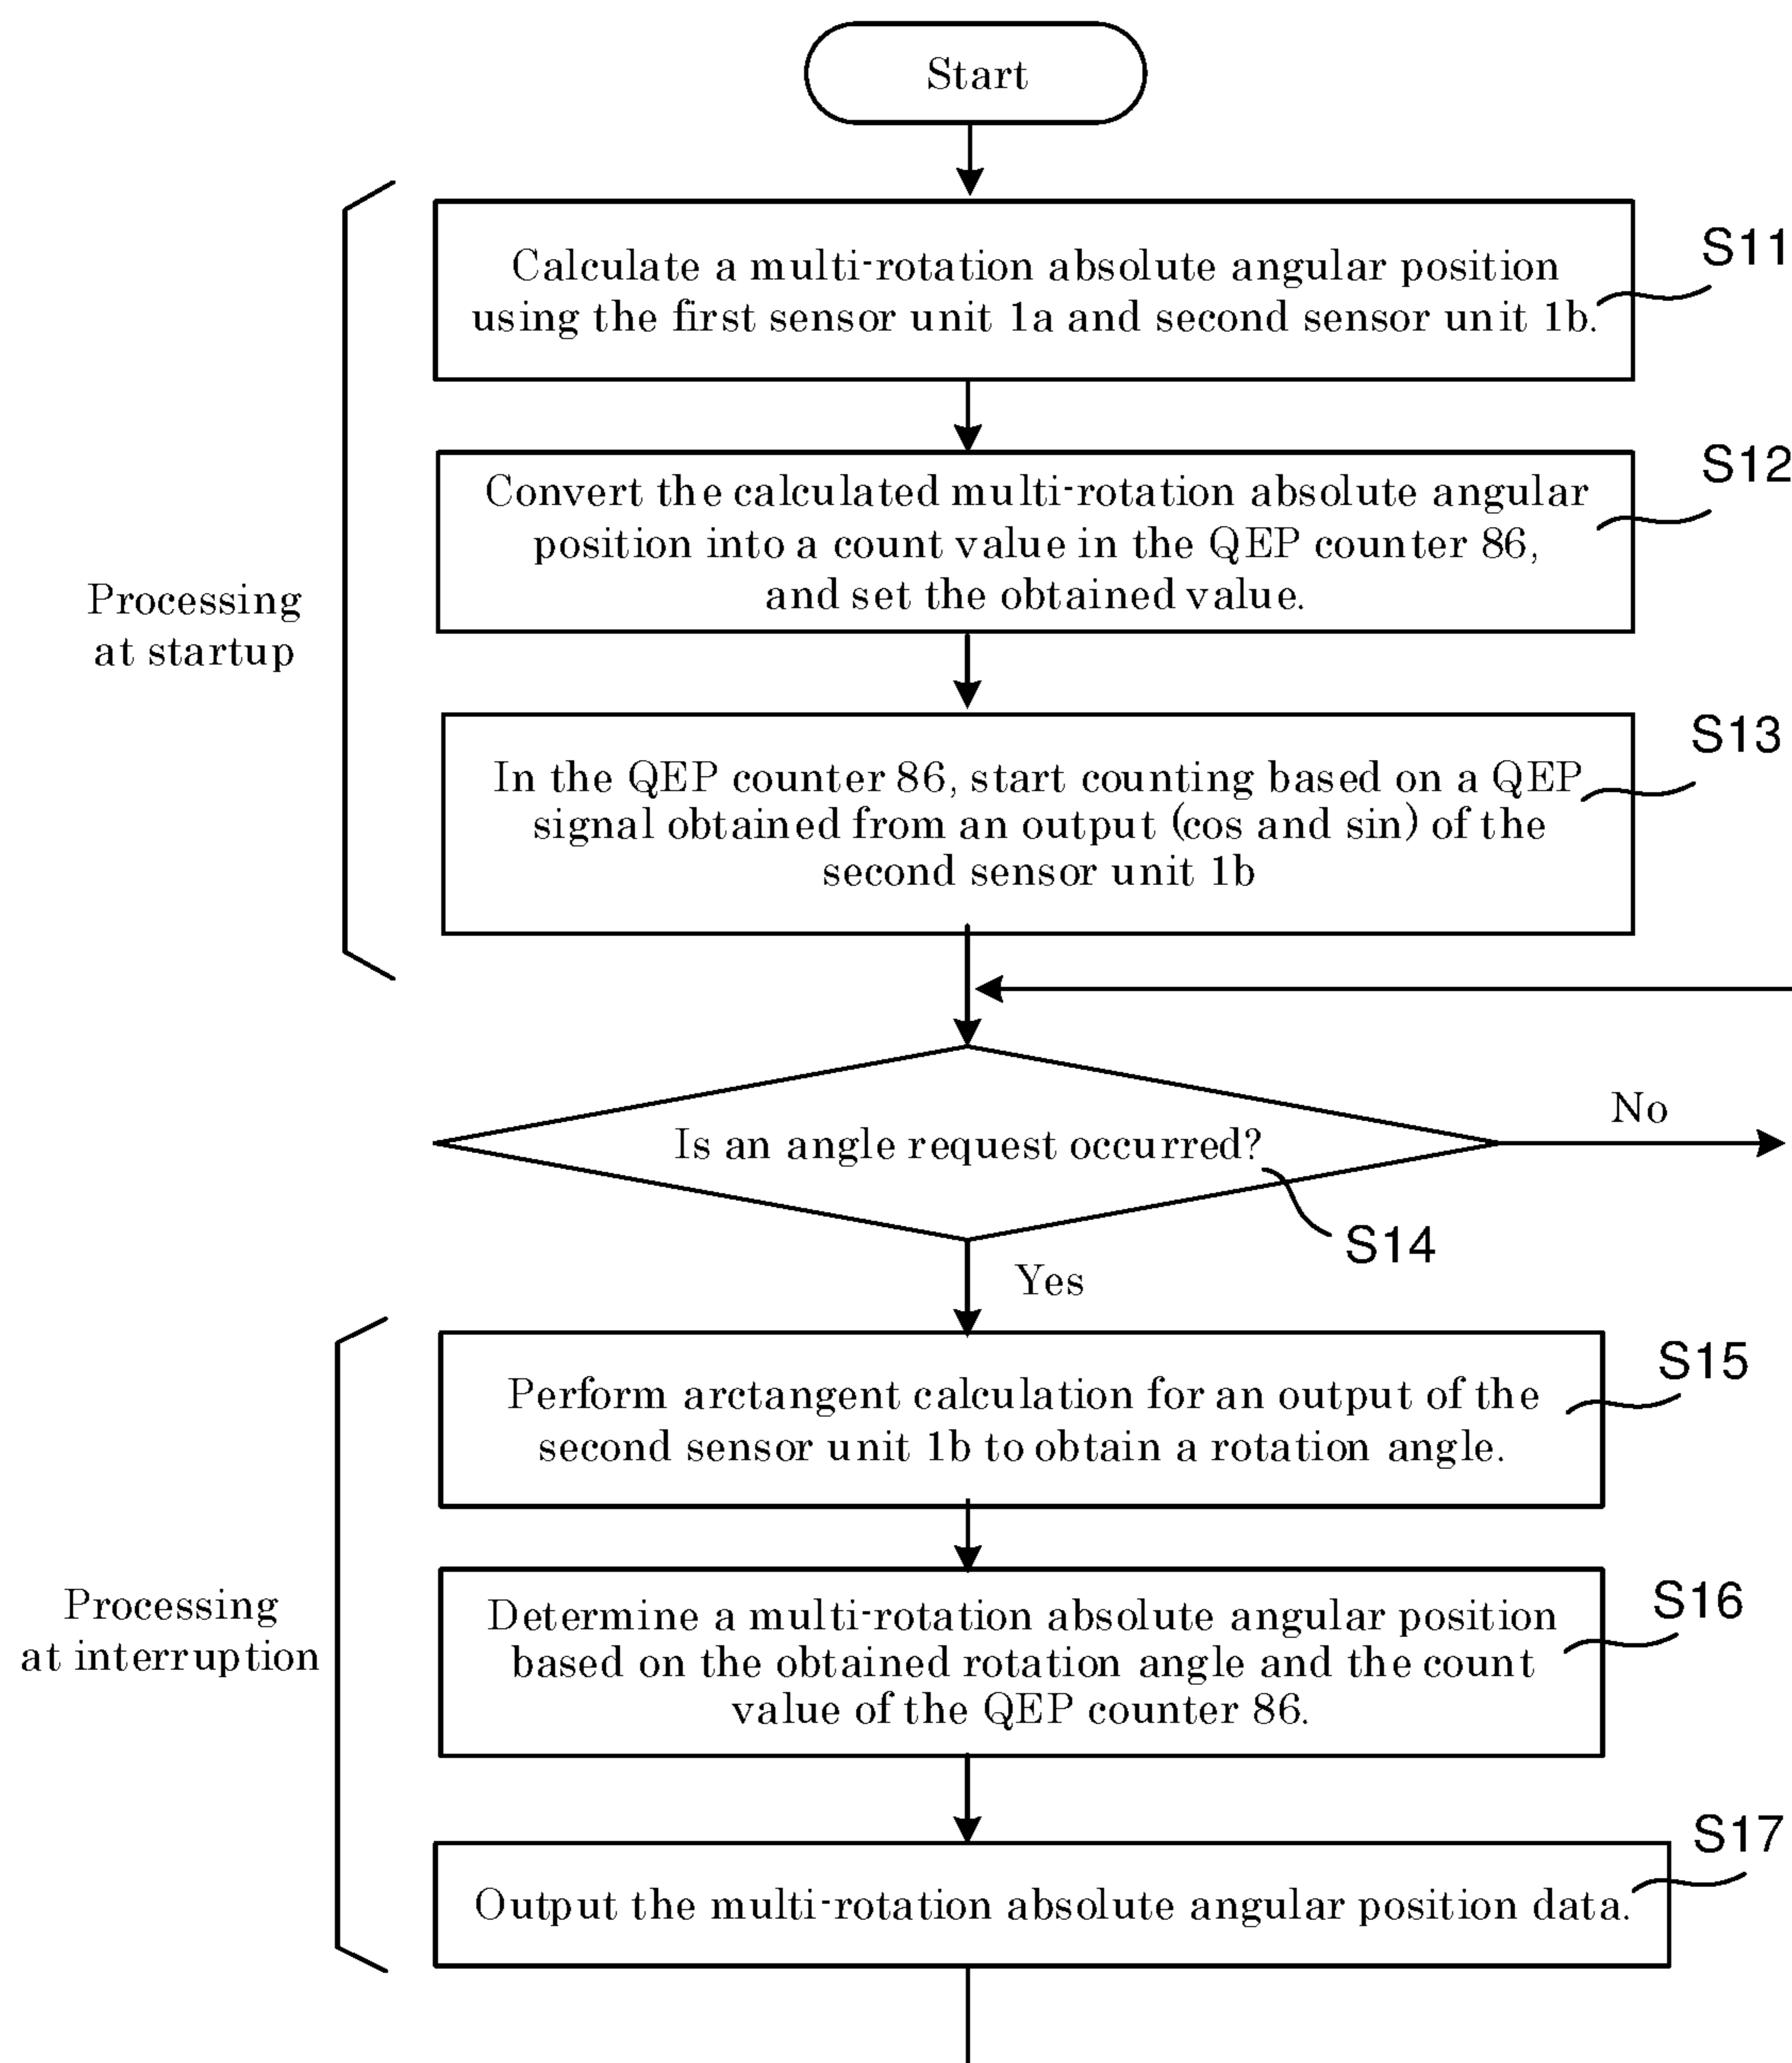 Start
Calculate a multi-rotation absolute angular position
using the first sensor unit 1a and second sensor unit 1b.
S11
Convert the calculated multi-rotation absolute angular
position into a count value in the QEP counter 86,
and set the obtained value.
S12
Processing
at startup
In the QEP counter 86, start counting based on a QEP
signal obtained from an output (cos and sin) of the
second sensor unit 1b
S13
Is an angle request occurred?
No
S14
Yes
Perform arctangent calculation for an output of the
second sensor unit 1b to obtain a rotation angle.
S15
Processing
at interruption
Determine a multi-rotation absolute angular position
based on the obtained rotation angle and the count
value of the QEP counter 86.
S16
Output the multi-rotation absolute angular position data.
S17